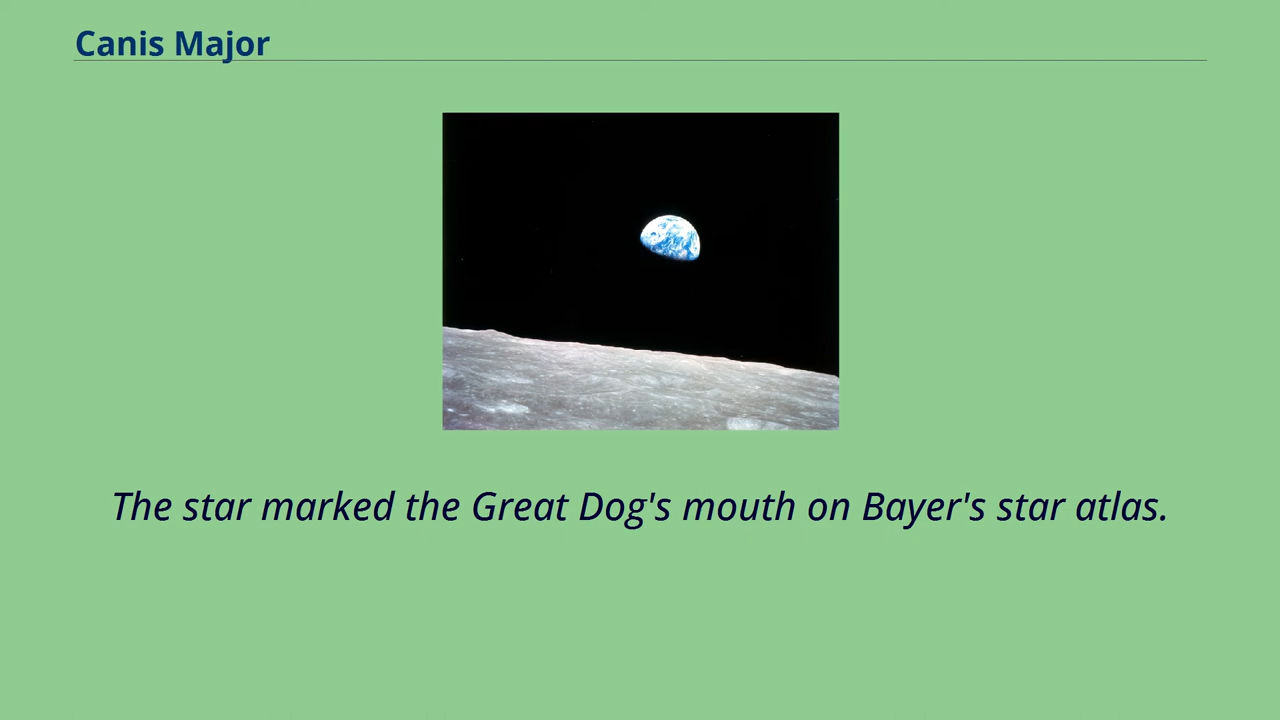 Canis Major
The star marked the Great Dog's mouth on Bayer's star atlas.